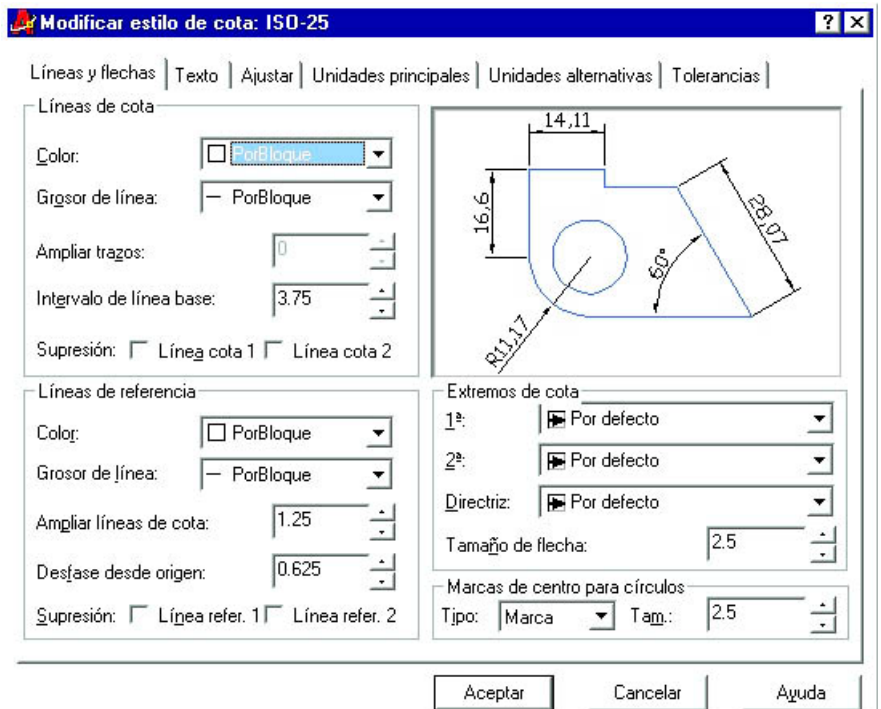 Modificar estilo de cota: ISO-25
Líneas y flechas
Texto
Ajustar
Unidades principales
Unidades alternativas
Tolerancias
Líneas de cota
Color:
PorBloque
Grosor de línea:
PorBloque
Ampliar trazos:
0
Intervalo de línea base:
3.75
Supresión:
Línea cota 1
Línea cota 2
14,11
16,6
28,07
60°
R11,17
Líneas de referencia
Color:
PorBloque
Grosor de línea:
PorBloque
Ampliar líneas de cota:
1.25
Desfase desde origen:
0.625
Supresión:
Línea refer. 1
Línea refer. 2
Extremos de cota
1ª:
Por defecto
2ª:
Por defecto
Directriz:
Por defecto
Tamaño de flecha:
2.5
Marcas de centro para círculos
Tipo:
Marca
Tam.:
2.5
Aceptar
Cancelar
Ayuda